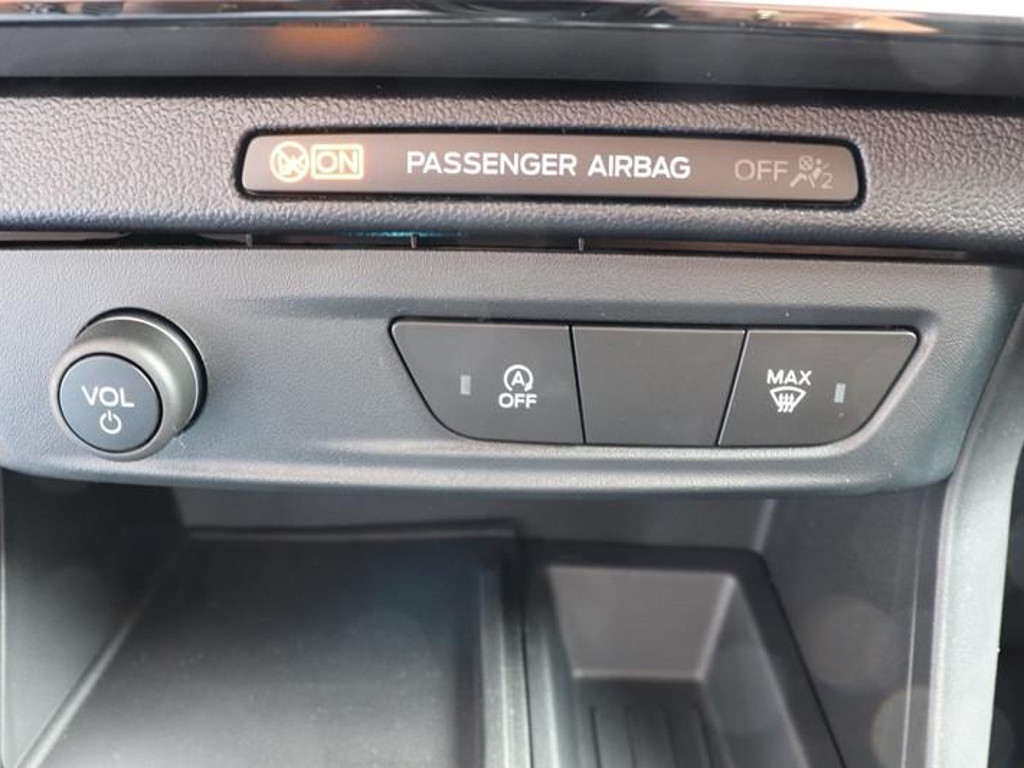 ON PASSENGER AIRBAG OFF 2
VOL
A
OFF
MAX